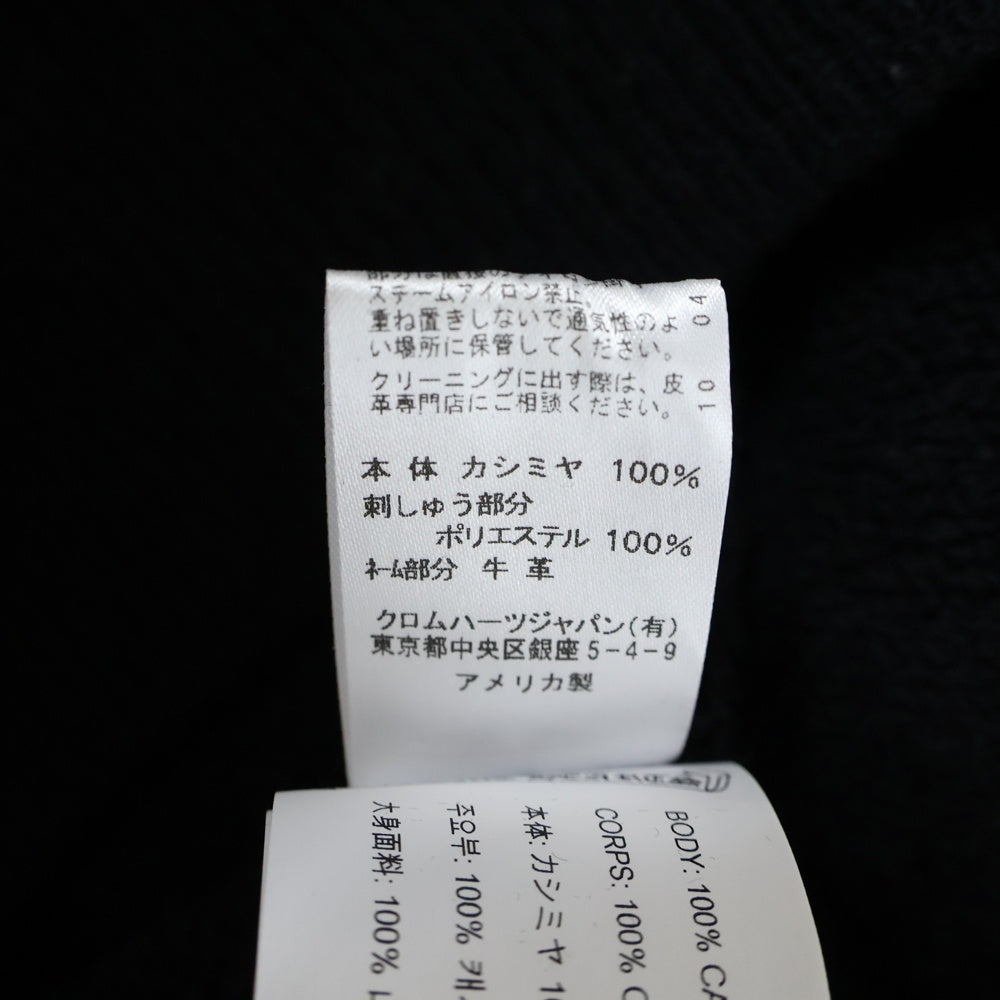 スチームアイロン禁止。
重ね置きしないで通気性のよ
い場所に保管してください。
クリーニングに出す際は、皮
革専門店にご相談ください。
10 04
本体 カシミヤ 100%
刺しゅう部分
ポリエステル 100%
ﾈｰﾑ部分 牛革
クロムハーツジャパン(有)
東京都中央区銀座5-4-9
アメリカ製
BODY: 100%
CORPS: 100%
本体: カシミヤ
주요부: 100%
大身面料: 100%